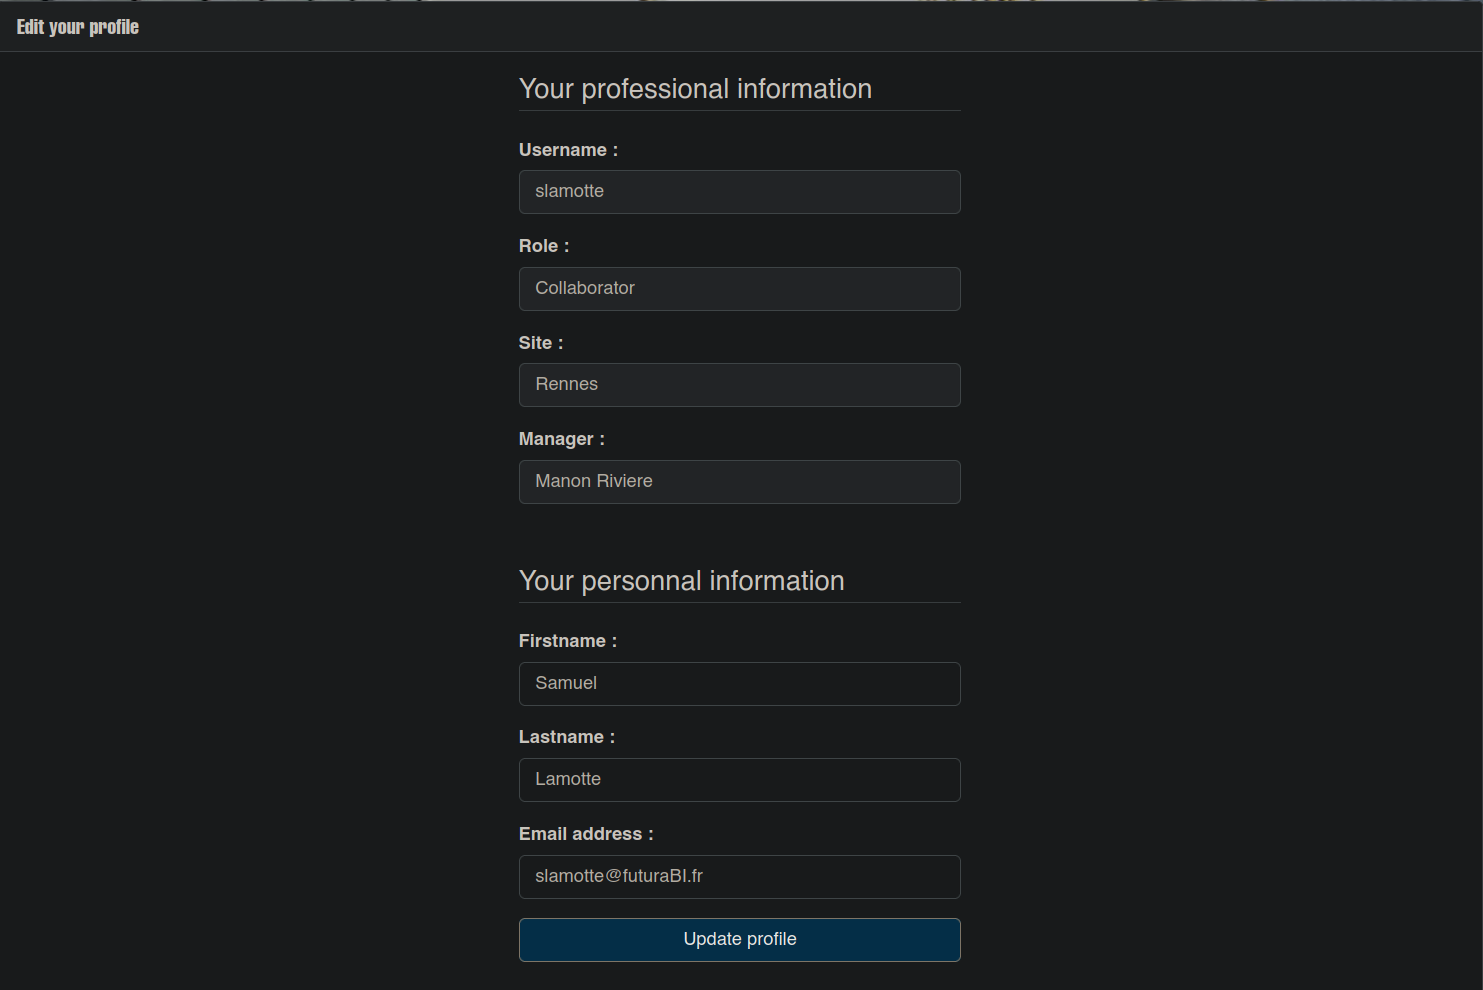 Edit your profile
Your professional information
Username :
slamotte
Role :
Collaborator
Site :
Rennes
Manager :
Manon Riviere
Your personnal information
Firstname :
Samuel
Lastname :
Lamotte
Email address :
slamotte@futuraBI.fr
Update profile